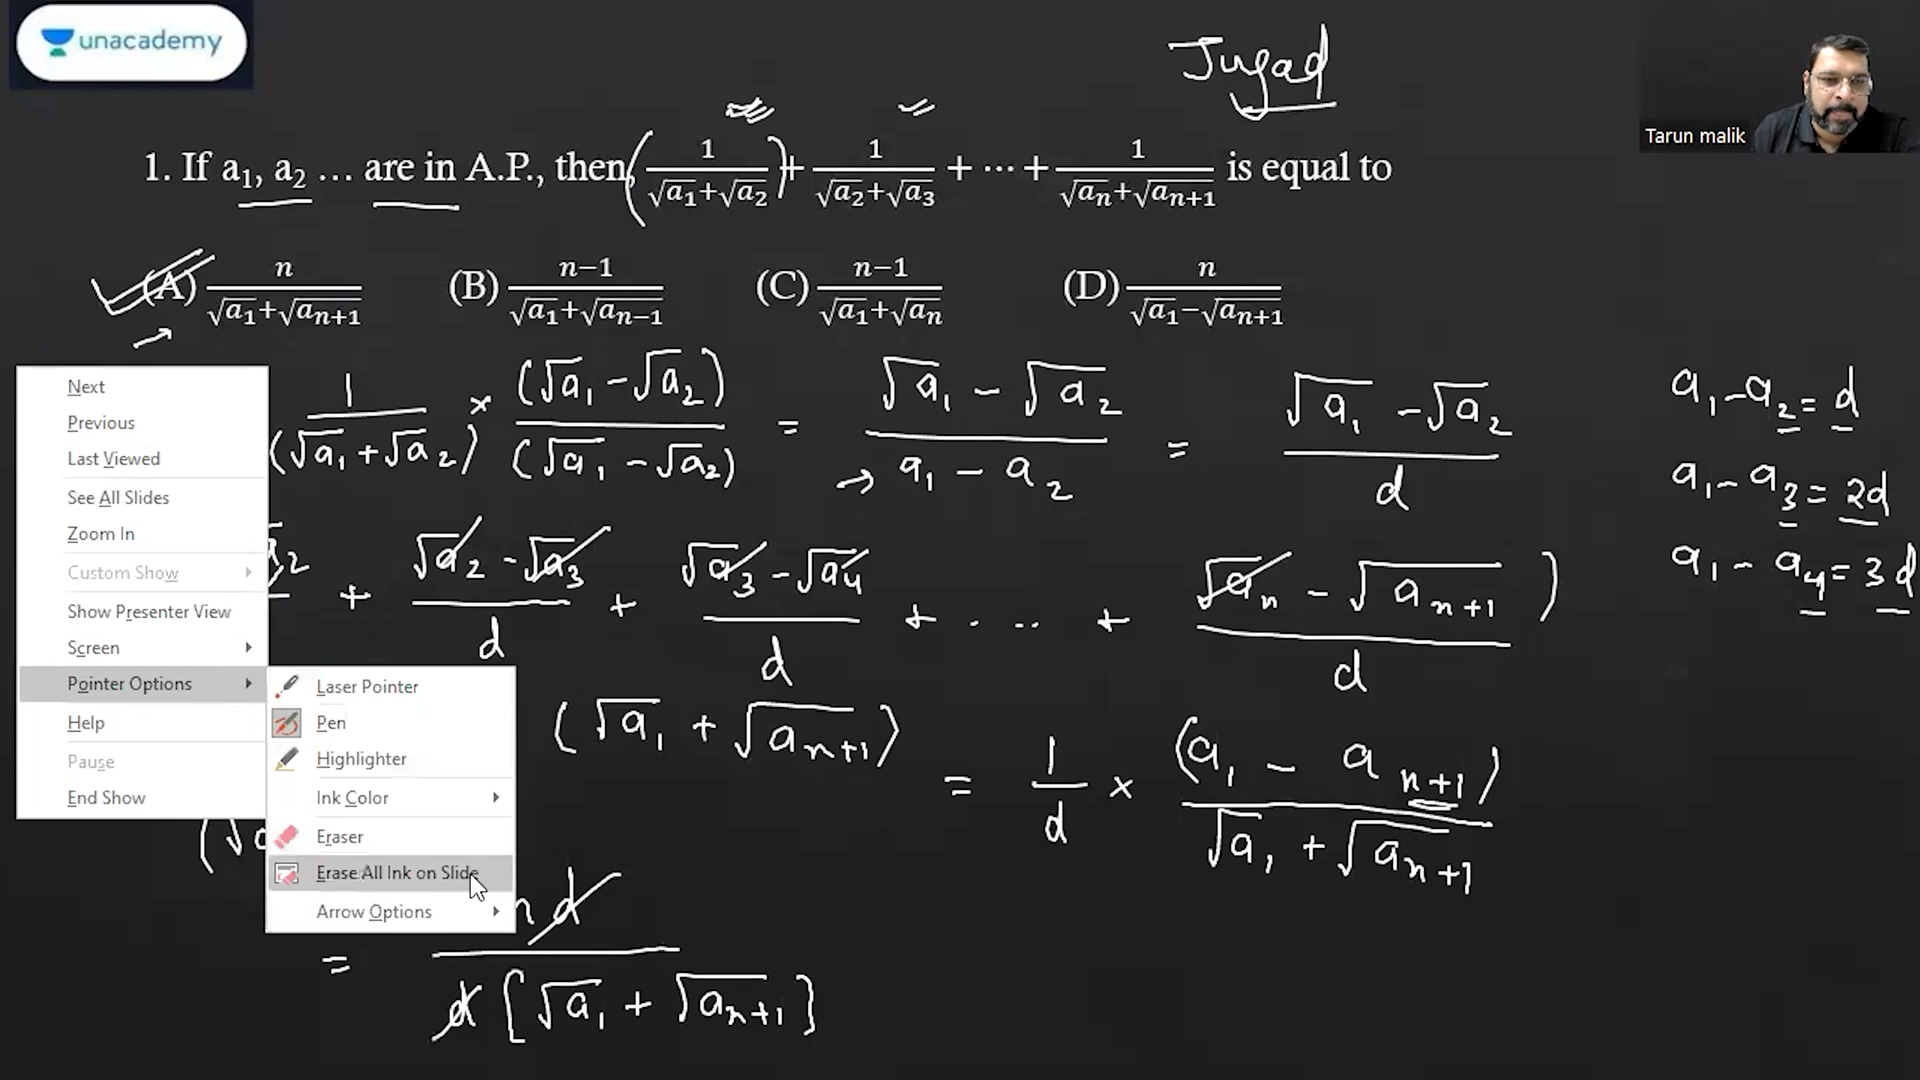 unacademy
Jugad
Tarun malik
1. If a₁, a₂ … are in A.P., then, (1/(√a₁+√a₂)) + 1/(√a₂+√a₃) + ⋯ + 1/(√aₙ+√aₙ₊₁) is equal to
(A) n/(√a₁+√aₙ₊₁) (B) n−1/(√a₁+√aₙ₋₁) (C) n−1/(√a₁+√aₙ) (D) n/(√a₁−√aₙ₊₁)
1/(√a₁+√a₂) × (√a₁−√a₂)/(√a₁−√a₂) = (√a₁−√a₂)/(a₁−a₂) = (√a₁−√a₂)/d
a₁−a₂=d
a₁−a₃=2d
a₁−a₄=3d
+ (√a₂−√a₃)/d + (√a₃−√a₄)/d + . .. + (√aₙ−√aₙ₊₁)/d )
(√a₁+√aₙ₊₁) = 1/d × (a₁−aₙ₊₁)/(√a₁+√aₙ₊₁)
= nd/d[√a₁+√aₙ₊₁]
Next
Previous
Last Viewed
See All Slides
Zoom In
Custom Show
Show Presenter View
Screen
Pointer Options
Help
Pause
End Show
Laser Pointer
Pen
Highlighter
Ink Color
Eraser
Erase All Ink on Slide
Arrow Options